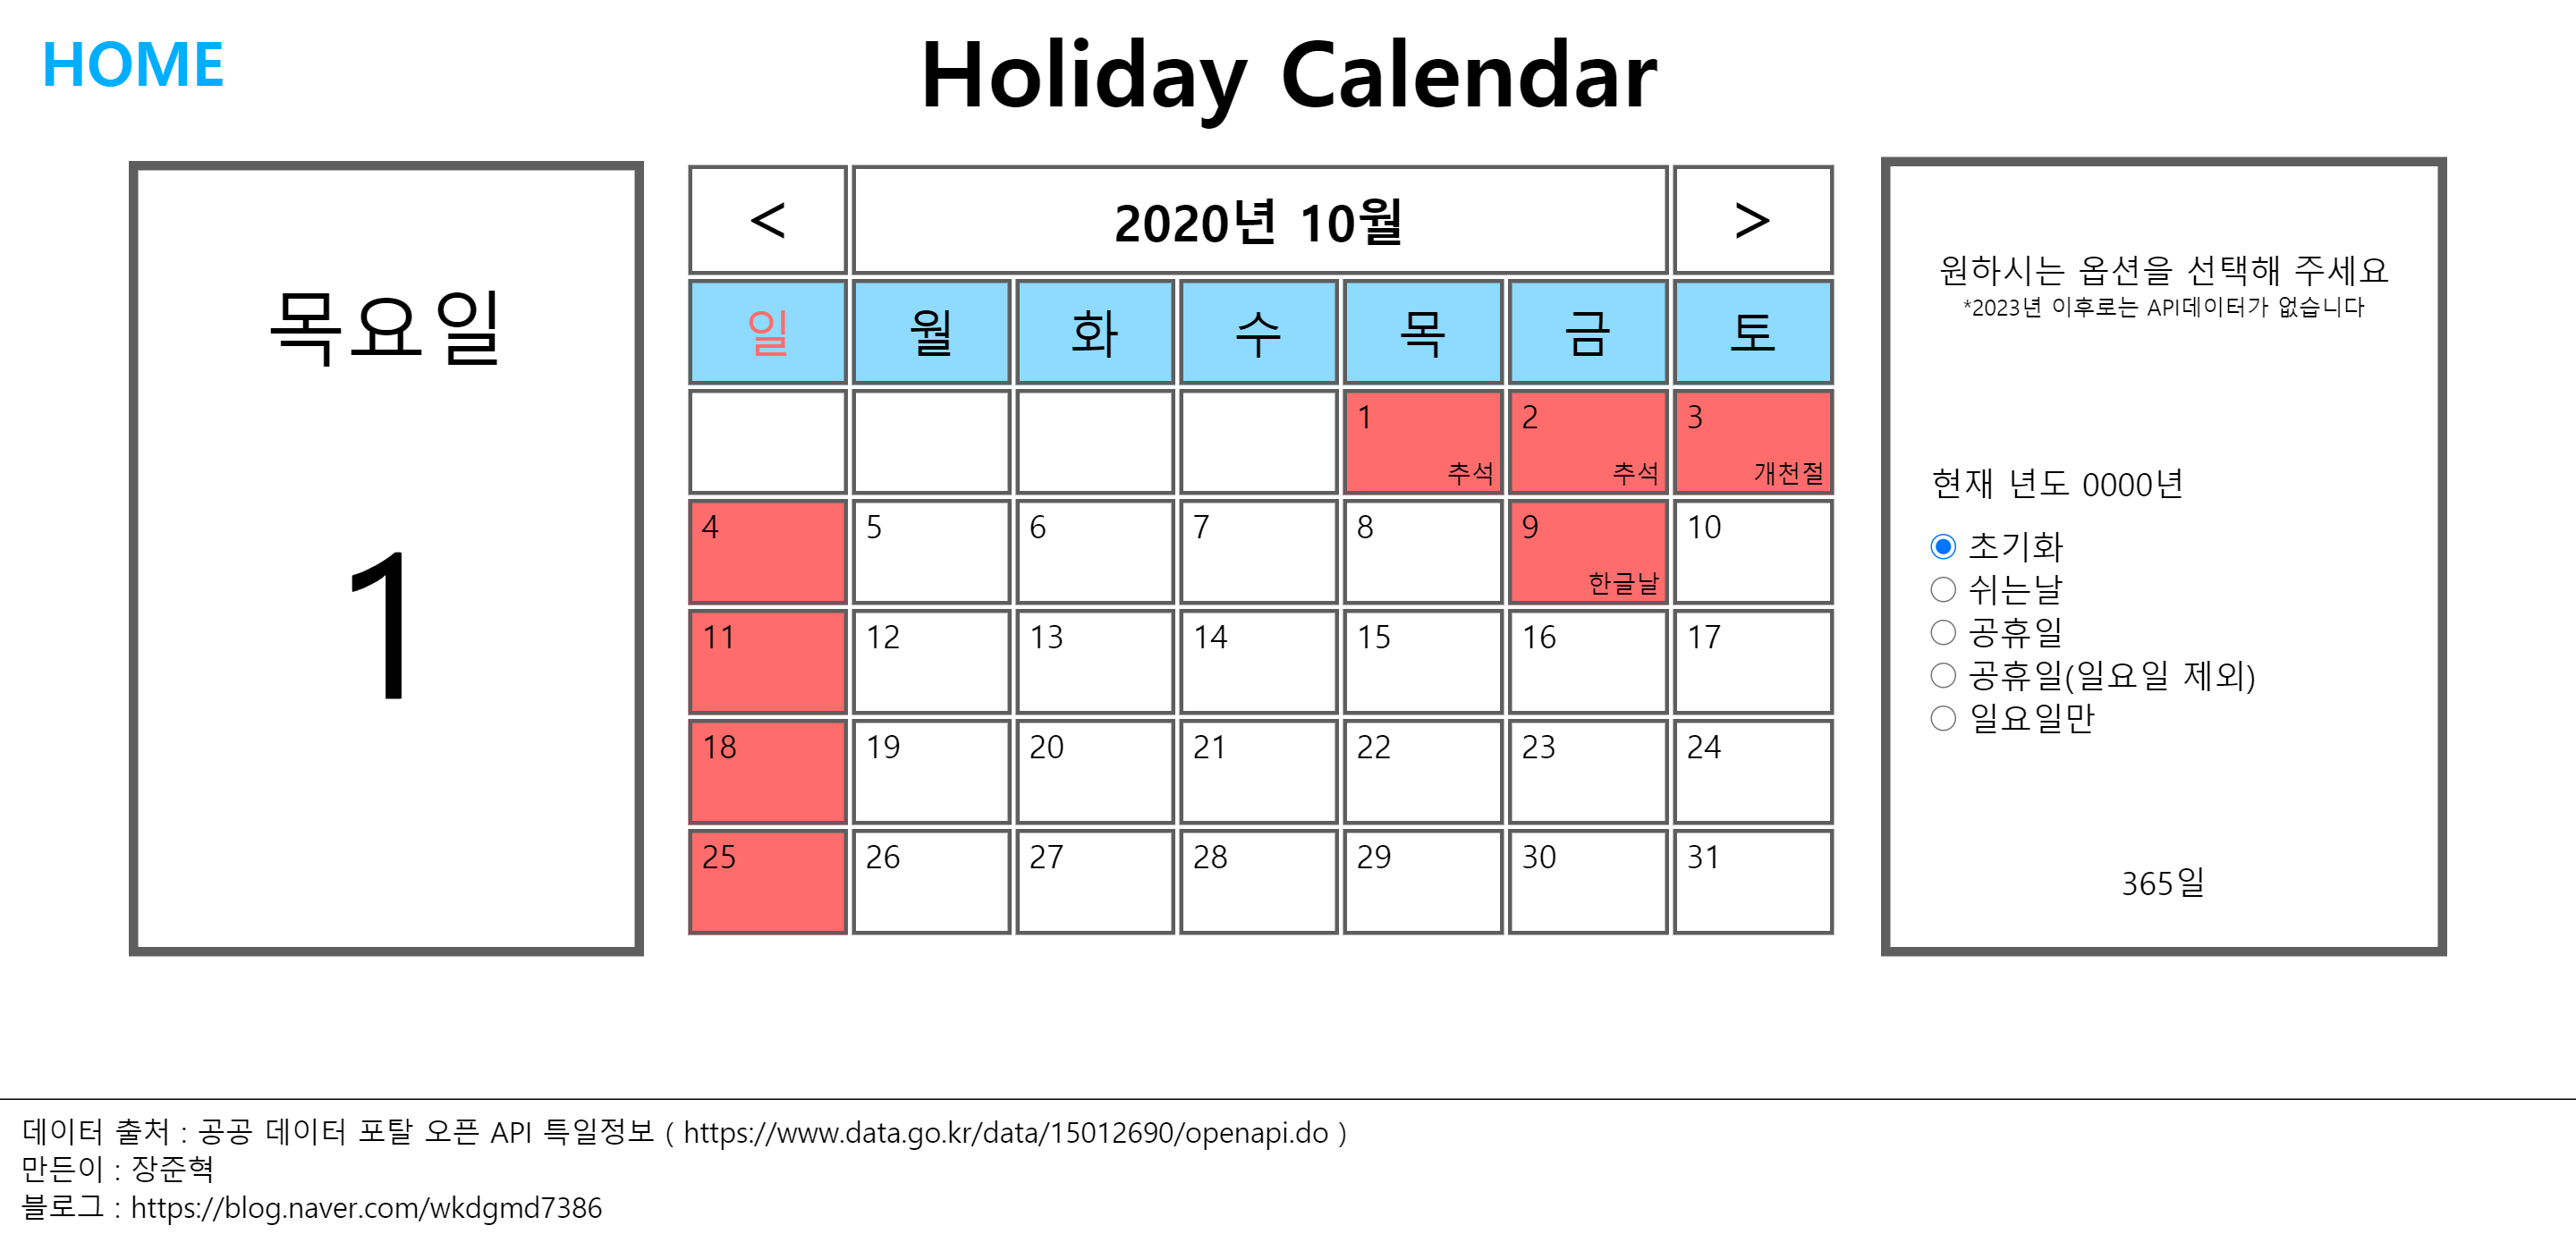 HOME
Holiday Calendar
목요일
1
< 2020년 10월 >
일 월 화 수 목 금 토
1 2 3
추석 추석 개천절
4 5 6 7 8 9 10
한글날
11 12 13 14 15 16 17
18 19 20 21 22 23 24
25 26 27 28 29 30 31
원하시는 옵션을 선택해 주세요
*2023년 이후로는 API데이터가 없습니다
현재 년도 0000년
초기화
쉬는날
공휴일
공휴일(일요일 제외)
일요일만
365일
데이터 출처 : 공공 데이터 포탈 오픈 API 특일정보 ( https://www.data.go.kr/data/15012690/openapi.do )
만든이 : 장준혁
블로그 : https://blog.naver.com/wkdgmd7386